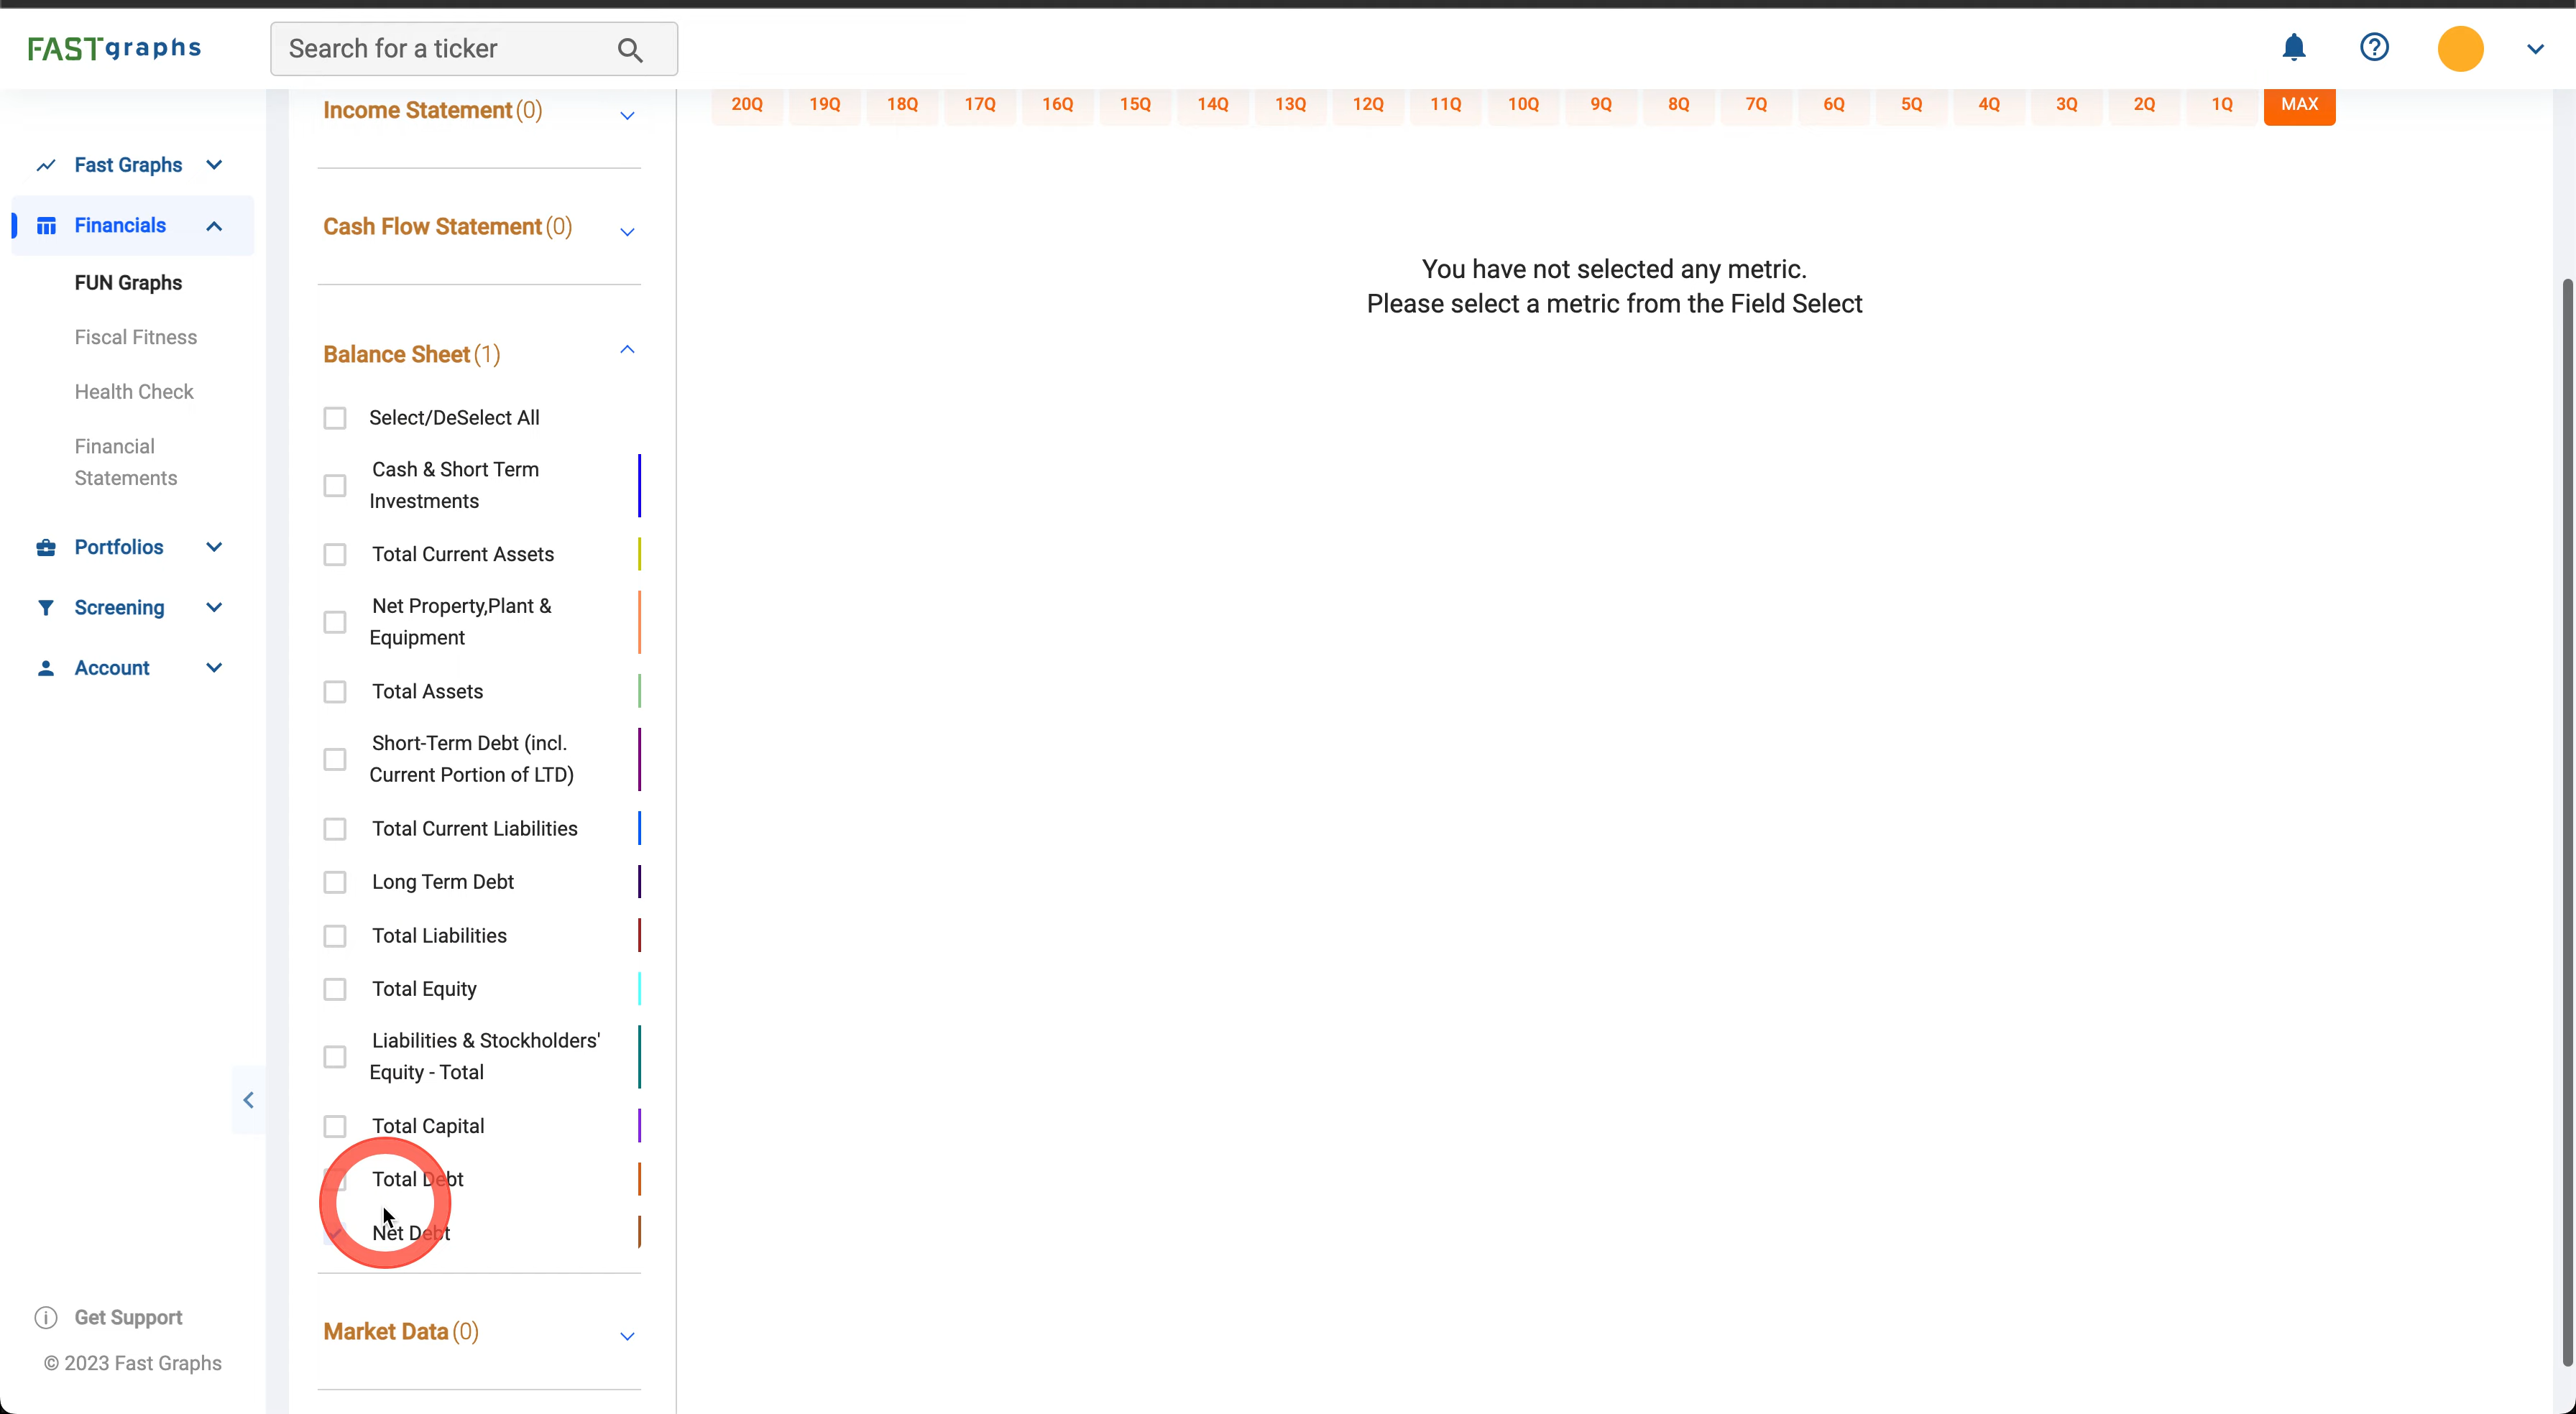 FASTgraphs
Search for a ticker
Fast Graphs
Financials
FUN Graphs
Fiscal Fitness
Health Check
Financial
Statements
Portfolios
Screening
Account
Get Support
© 2023 Fast Graphs
Income Statement (0)
Cash Flow Statement (0)
Balance Sheet (1)
Select/DeSelect All
Cash & Short Term
Investments
Total Current Assets
Net Property,Plant &
Equipment
Total Assets
Short-Term Debt (incl.
Current Portion of LTD)
Total Current Liabilities
Long Term Debt
Total Liabilities
Total Equity
Liabilities & Stockholders'
Equity - Total
Total Capital
Total Debt
Net Debt
Market Data (0)
20Q 19Q 18Q 17Q 16Q 15Q 14Q 13Q 12Q 11Q 10Q 9Q 8Q 7Q 6Q 5Q 4Q 3Q 2Q 1Q MAX
You have not selected any metric.
Please select a metric from the Field Select